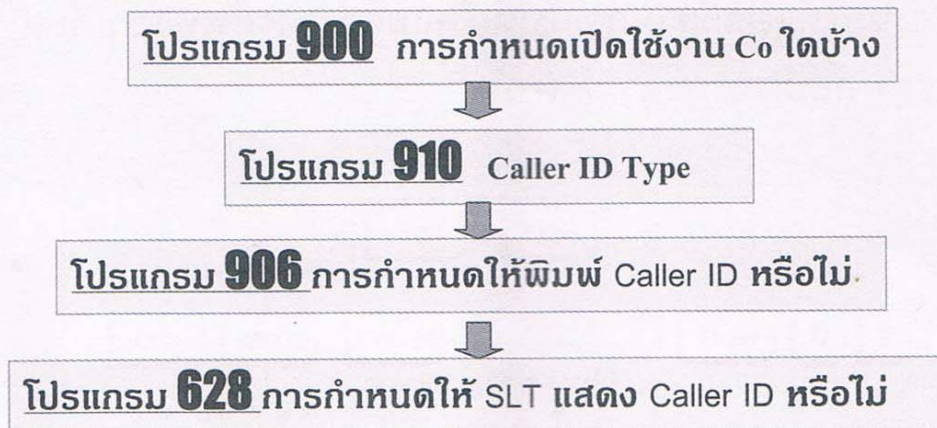 โปรแกรม 900 การกำหนดเปิดใช้งาน Co ใดบ้าง
โปรแกรม 910 Caller ID Type
โปรแกรม 906 การกำหนดให้พิมพ์ Caller ID หรือไม่.
โปรแกรม 628 การกำหนดให้ SLT แสดง Caller ID หรือไม่